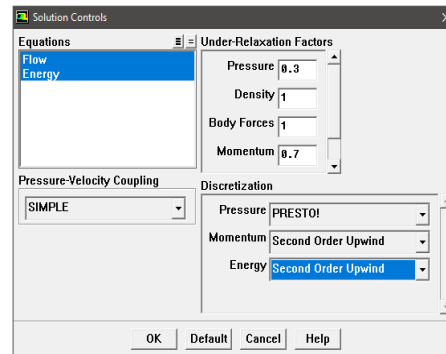 Solution Controls
Equations
Flow
Energy
Under-Relaxation Factors
Pressure 0.3
Density 1
Body Forces 1
Momentum 0.7
Pressure-Velocity Coupling
SIMPLE
Discretization
Pressure PRESTO!
Momentum Second Order Upwind
Energy Second Order Upwind
OK Default Cancel Help